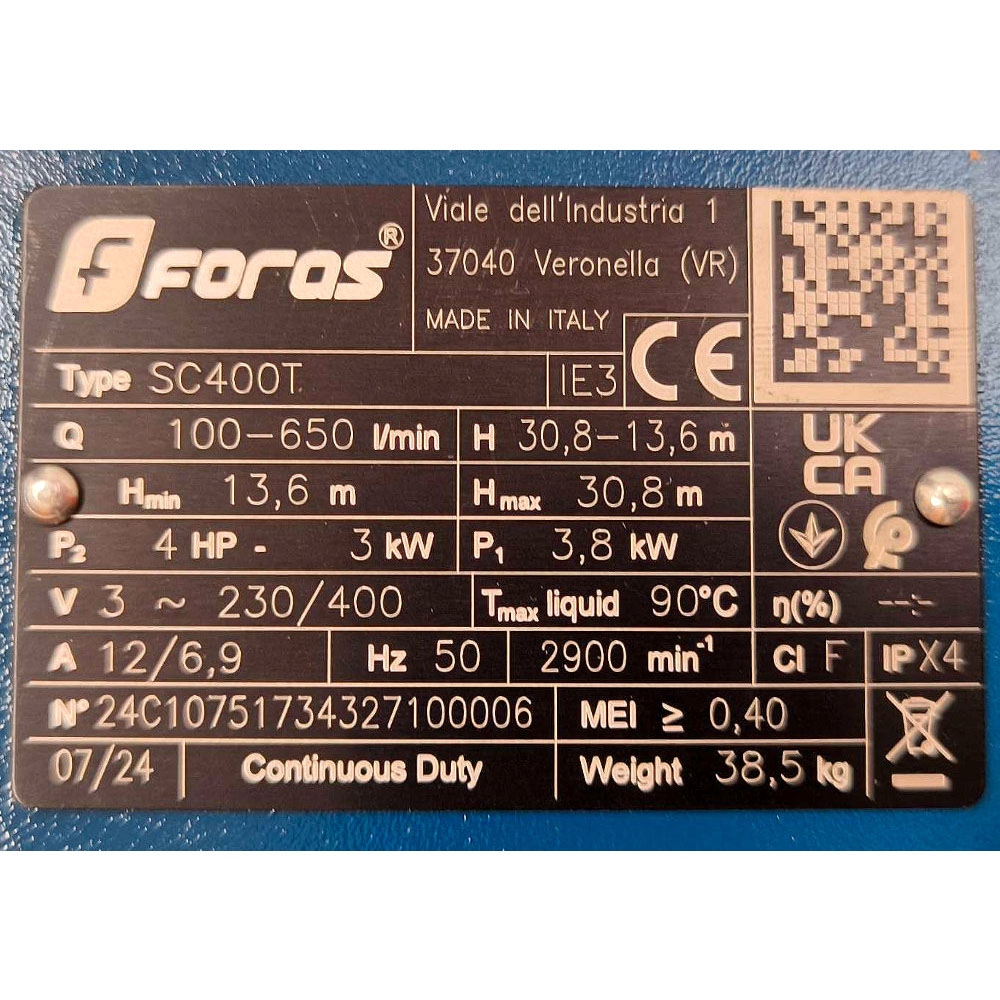 foras®
Viale dell'Industria 1
37040 Veronella (VR)
MADE IN ITALY
CE
Type SC400T IE3
Q 100-650 l/min H 30,8-13,6 m
UK
CA
Hmin 13,6 m Hmax 30,8 m
P2 4 HP - 3 kW P1 3,8 kW
V 3 ~ 230/400 Tmax liquid 90°C η(%) --,-
A 12/6,9 Hz 50 2900 min-1 Cl F IP X4
N° 24C10751734327100006 MEI ≥ 0,40
07/24 Continuous Duty Weight 38,5 kg